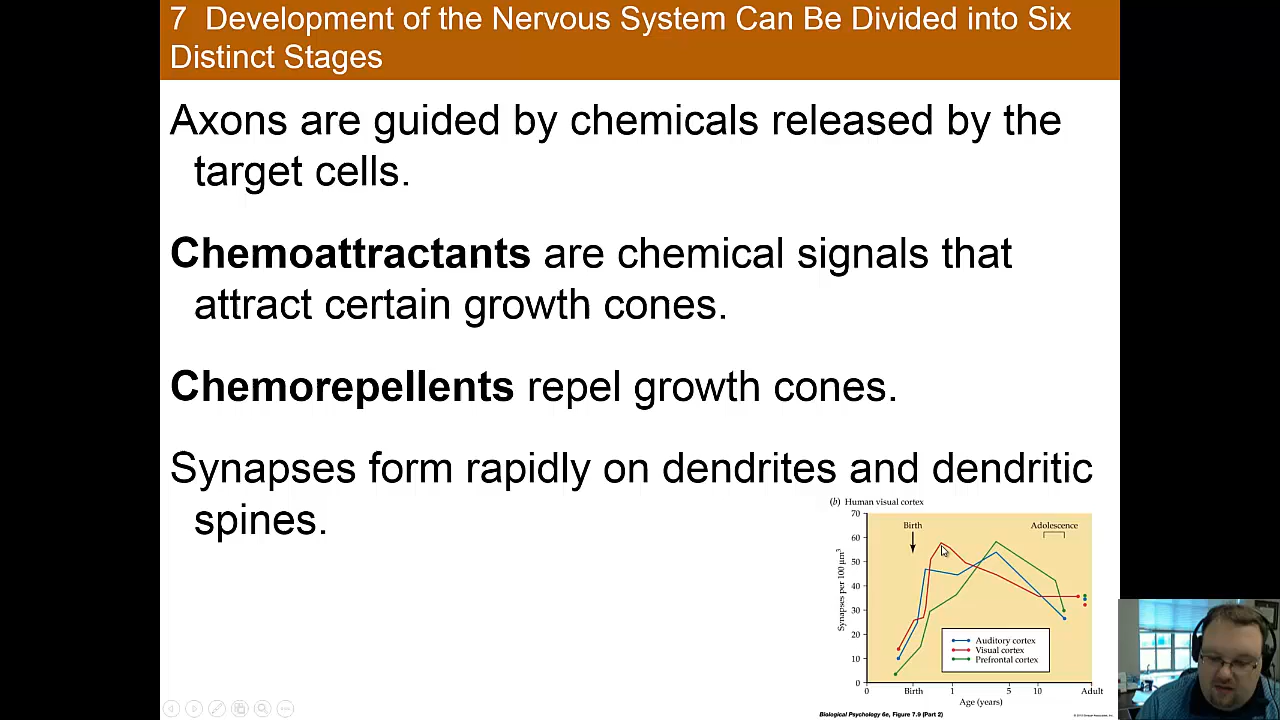 7 Development of the Nervous System Can Be Divided into Six
Distinct Stages
Axons are guided by chemicals released by the
target cells.
Chemoattractants are chemical signals that
attract certain growth cones.
Chemorepellents repel growth cones.
Synapses form rapidly on dendrites and dendritic
spines.
(b) Human visual cortex
70
60
50
40
30
20
10
0
Synapses per 100 µm³
Birth
Adolescence
Auditory cortex
Visual cortex
Prefrontal cortex
0 Birth 1 5 10 Adult
Age (years)
Biological Psychology 6e, Figure 7.9 (Part 2)